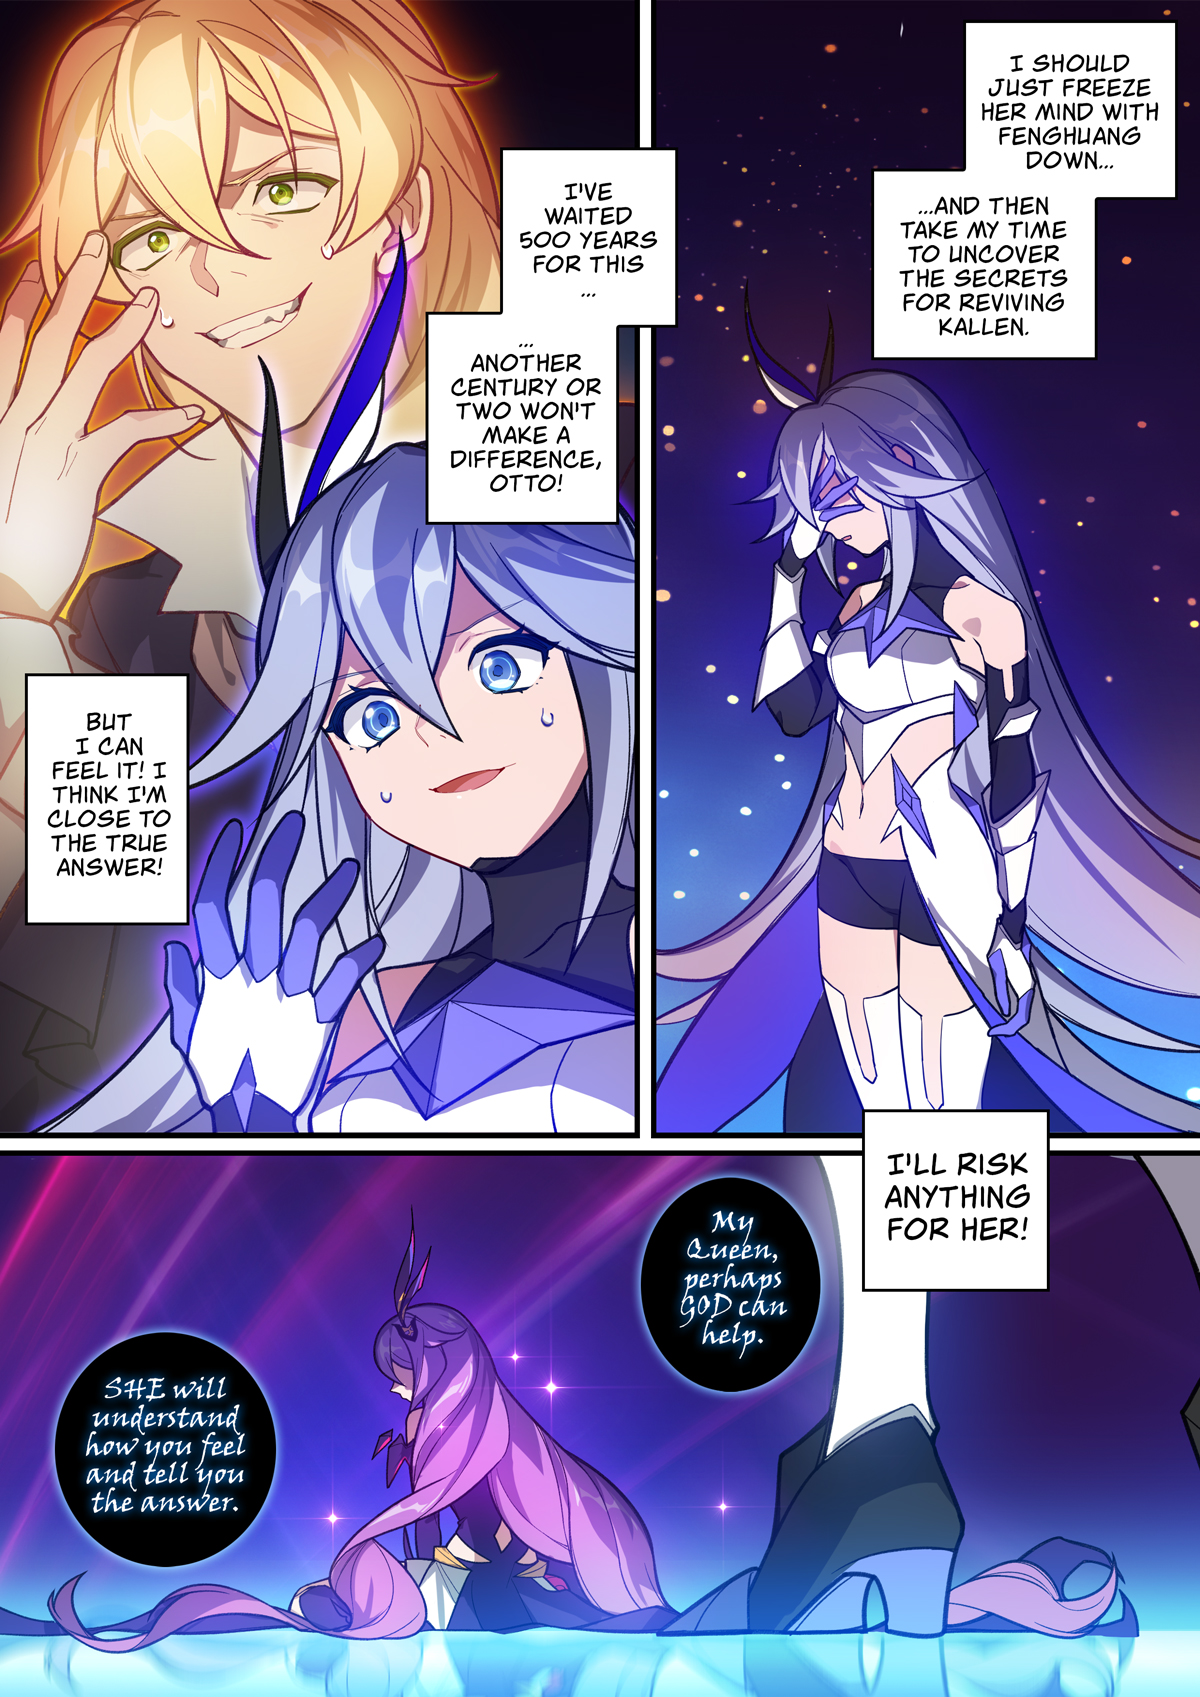 I'VE
WAITED
500 YEARS
FOR THIS
...
...
ANOTHER
CENTURY OR
TWO WON'T
MAKE A
DIFFERENCE,
OTTO!
BUT
I CAN
FEEL IT! I
THINK I'M
CLOSE TO
THE TRUE
ANSWER!
I SHOULD
JUST FREEZE
HER MIND WITH
FENGHUANG
DOWN...
...AND THEN
TAKE MY TIME
TO UNCOVER
THE SECRETS
FOR REVIVING
KALLEN.
I'LL RISK
ANYTHING
FOR HER!
My
Queen,
perhaps
GOD can
help.
SHE will
understand
how you feel
and tell you
the answer.